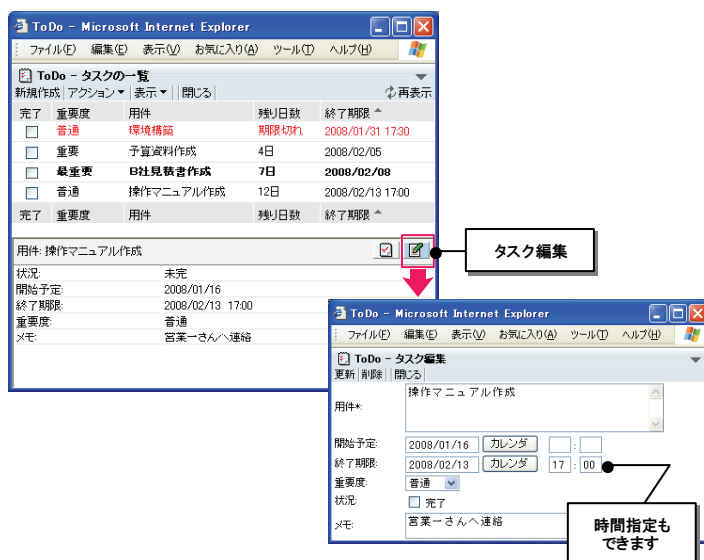 ToDo - Microsoft Internet Explorer
ファイル(F) 編集(E) 表示(V) お気に入り(A) ツール(T) ヘルプ(H)
ToDo - タスクの一覧
新規作成 アクション▼ 表示▼ 閉じる 再表示
完了 重要度 用件 残り日数 終了期限
普通 環境構築 期限切れ 2008/01/31 17:30
重要 予算資料作成 4日 2008/02/05
最重要 B社見積書作成 7日 2008/02/08
普通 操作マニュアル作成 12日 2008/02/13 17:00
完了 重要度 用件 残り日数 終了期限
用件: 操作マニュアル作成
タスク編集
状況: 未完
開始予定: 2008/01/16
終了期限: 2008/02/13 17:00
重要度: 普通
メモ: 営業一さんへ連絡
ToDo - Microsoft Internet Explorer
ファイル(F) 編集(E) 表示(V) お気に入り(A) ツール(T) ヘルプ(H)
ToDo - タスク編集
更新 削除 閉じる
用件*: 操作マニュアル作成
開始予定: 2008/01/16 カレンダ :
終了期限: 2008/02/13 カレンダ 17 : 00
重要度: 普通
状況: 完了
メモ: 営業一さんへ連絡
時間指定も
できます